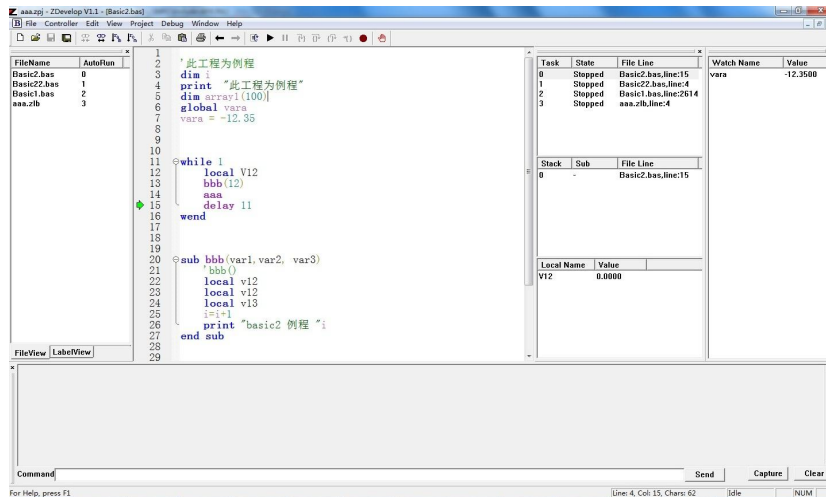 aaa.zpj - ZDevelop V1.1 - [Basic2.bas]
File Controller Edit View Project Debug Window Help
FileName AutoRun
Basic2.bas 0
Basic22.bas 1
Basic1.bas 2
aaa.zlb 3
FileView LabelView
1
2 '此工程为例程
3 dim i
4 print "此工程为例程"
5 dim array1(100)
6 global vara
7 vara = -12.35
8
9
10
11 while 1
12 local V12
13 bbb(12)
14 aaa
15 delay 11
16 wend
17
18
19
20 sub bbb(var1,var2, var3)
21 'bbb()
22 local v12
23 local v12
24 local v13
25 i=i+1
26 print "basic2 例程 "i
27 end sub
28
29
Task State File Line
0 Stopped Basic2.bas,line:15
1 Stopped Basic22.bas,line:4
2 Stopped Basic1.bas,line:2614
3 Stopped aaa.zlb,line:4
Stack Sub File Line
0 - Basic2.bas,line:15
Local Name Value
V12 0.0000
Watch Name Value
vara -12.3500
Command Send Capture Clear
For Help, press F1 Line: 4, Col: 15, Chars: 62 Idle NUM